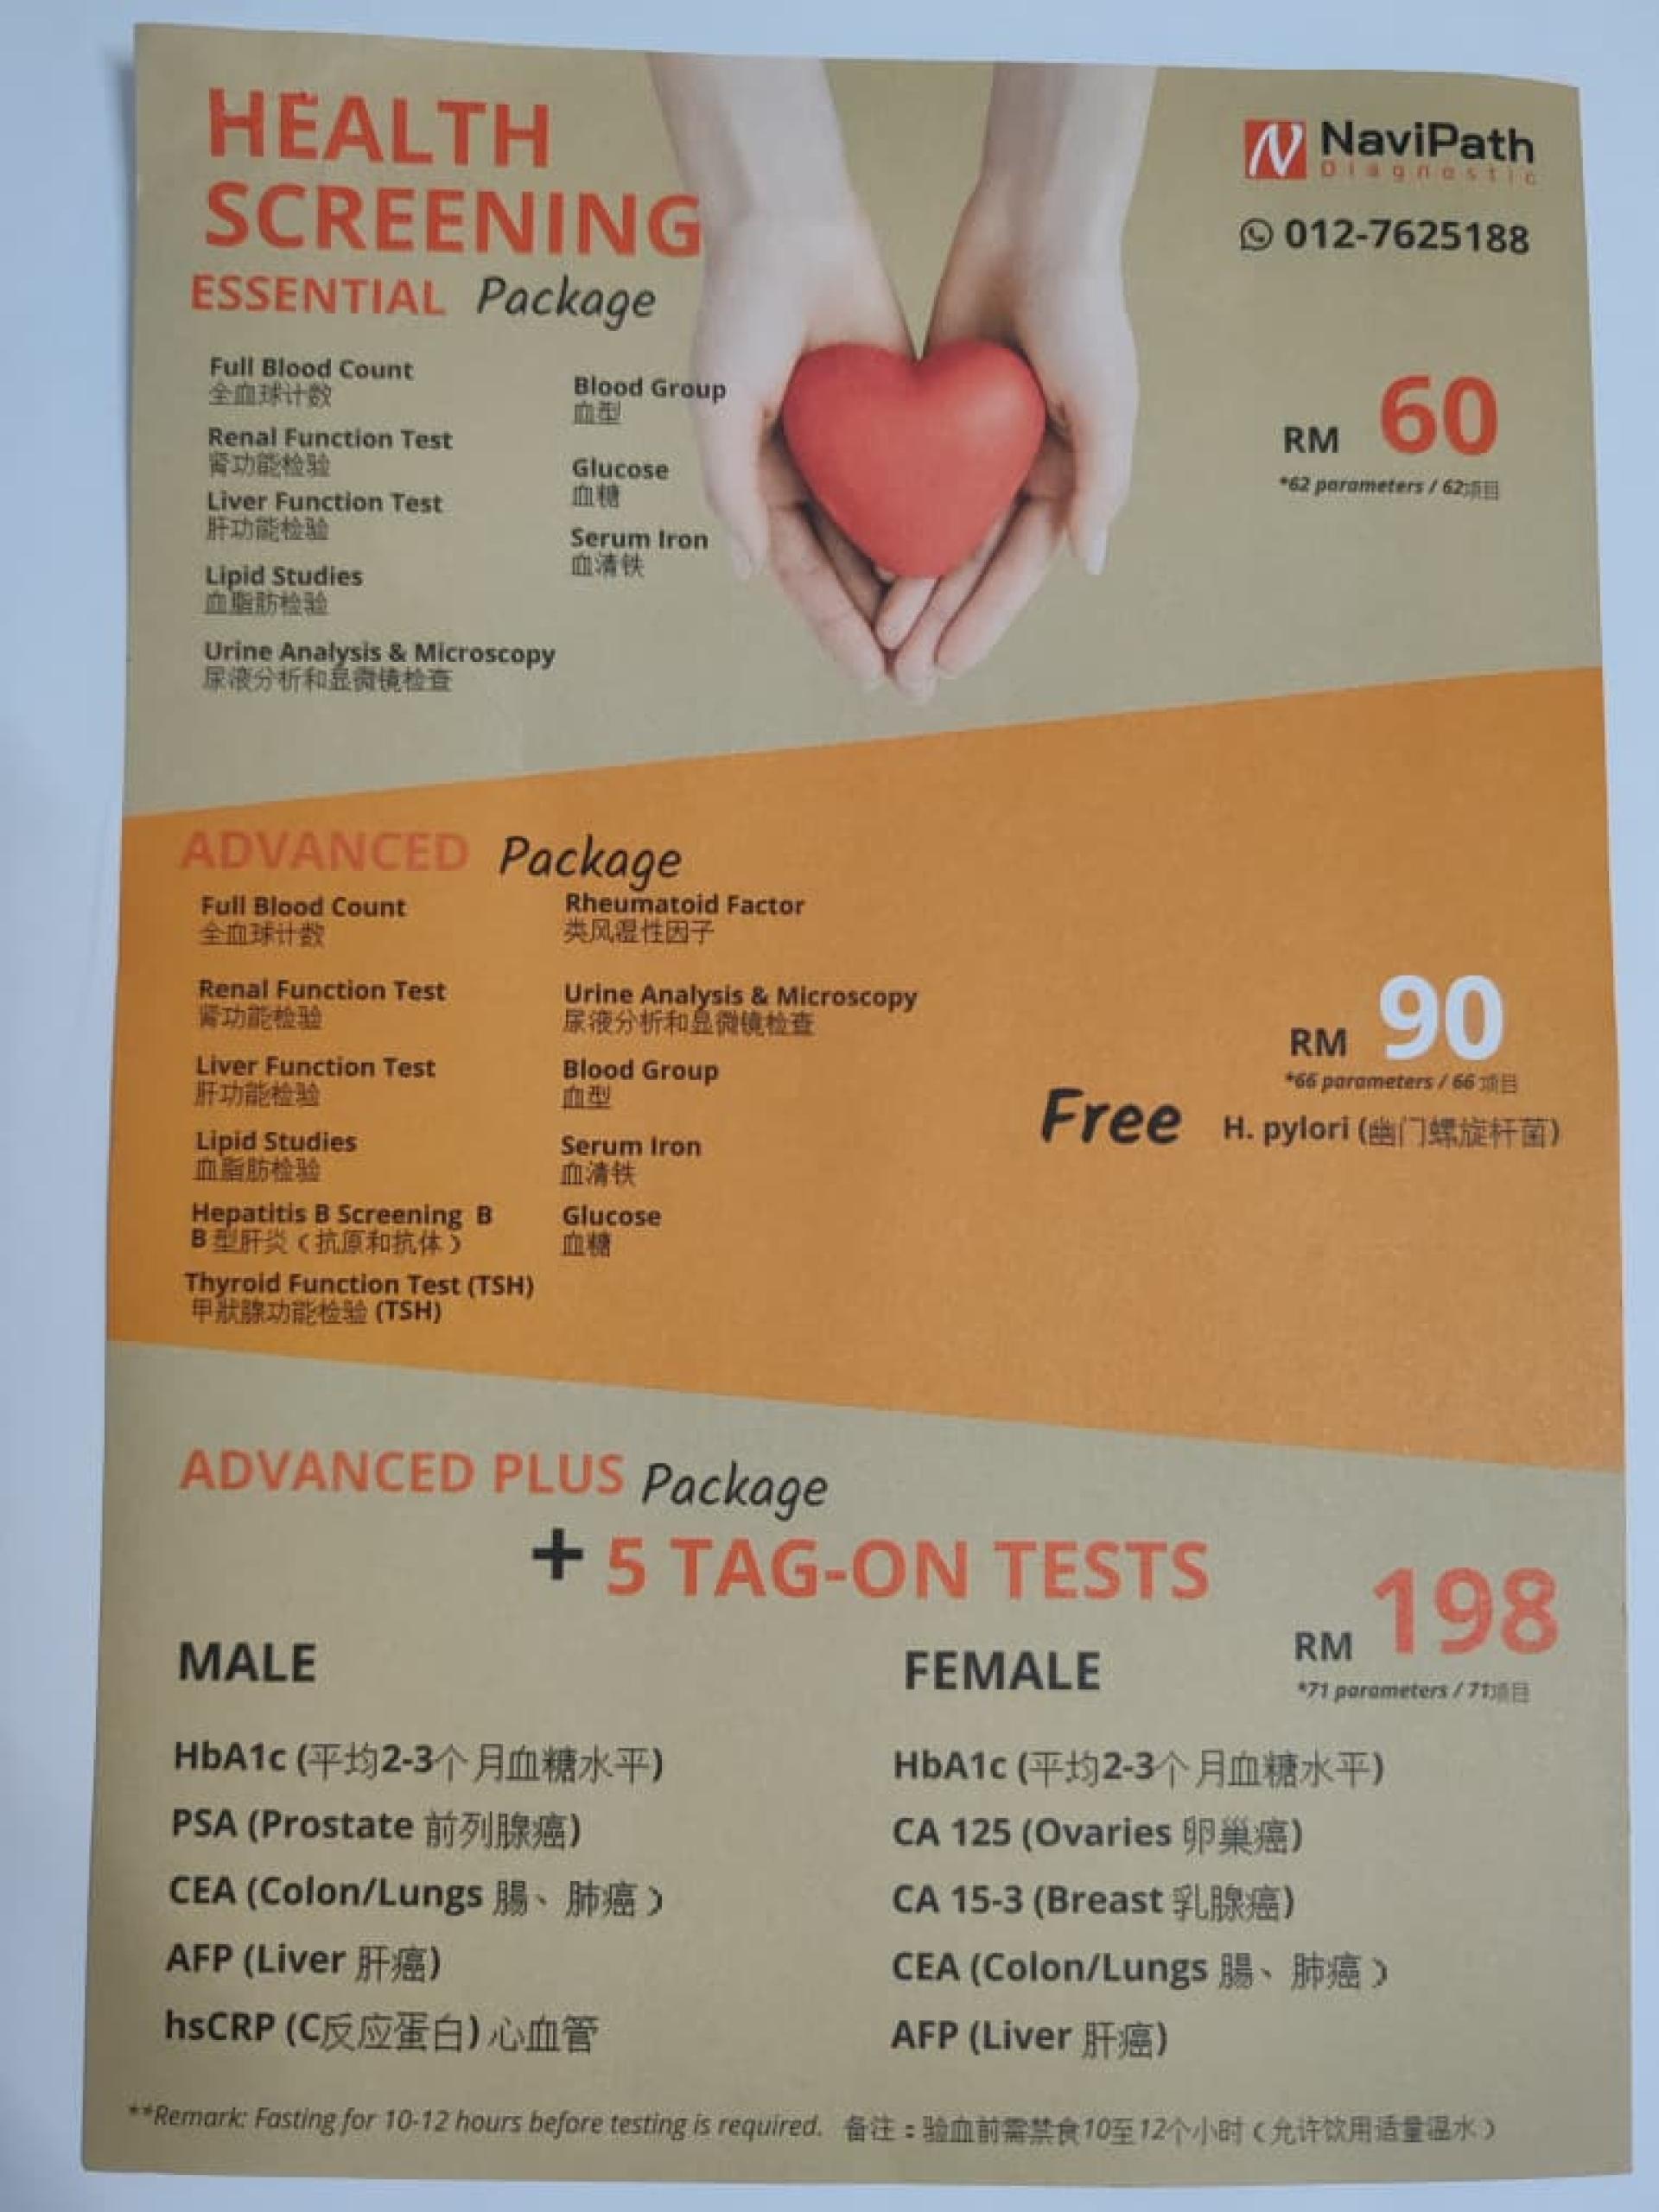 HEALTH
SCREENING
ESSENTIAL Package
NaviPath
Diagnostic
012-7625188
Full Blood Count
全血球计数
Renal Function Test
肾功能检验
Liver Function Test
肝功能检验
Lipid Studies
血脂肪检验
Urine Analysis & Microscopy
尿液分析和显微镜检查
Blood Group
血型
Glucose
血糖
Serum Iron
血清铁
RM 60
*62 parameters / 62項目
ADVANCED Package
Full Blood Count
全血球计数
Renal Function Test
肾功能检验
Liver Function Test
肝功能检验
Lipid Studies
血脂肪检验
Hepatitis B Screening B
B 型肝炎（抗原和抗体）
Thyroid Function Test (TSH)
甲狀腺功能检验 (TSH)
Rheumatoid Factor
类风湿性因子
Urine Analysis & Microscopy
尿液分析和显微镜检查
Blood Group
血型
Serum Iron
血清铁
Glucose
血糖
RM 90
*66 parameters / 66 项目
Free H. pylori (幽门螺旋杆菌)
ADVANCED PLUS Package
+ 5 TAG-ON TESTS
RM 198
*71 parameters / 71項目
MALE
HbA1c (平均2-3个月血糖水平)
PSA (Prostate 前列腺癌)
CEA (Colon/Lungs 腸、肺癌）
AFP (Liver 肝癌)
hsCRP (C反应蛋白) 心血管
FEMALE
HbA1c (平均2-3个月血糖水平)
CA 125 (Ovaries 卵巢癌)
CA 15-3 (Breast 乳腺癌)
CEA (Colon/Lungs 腸、肺癌）
AFP (Liver 肝癌)
**Remark: Fasting for 10-12 hours before testing is required. 备注：验血前需禁食10至12个小时（允许饮用适量温水）